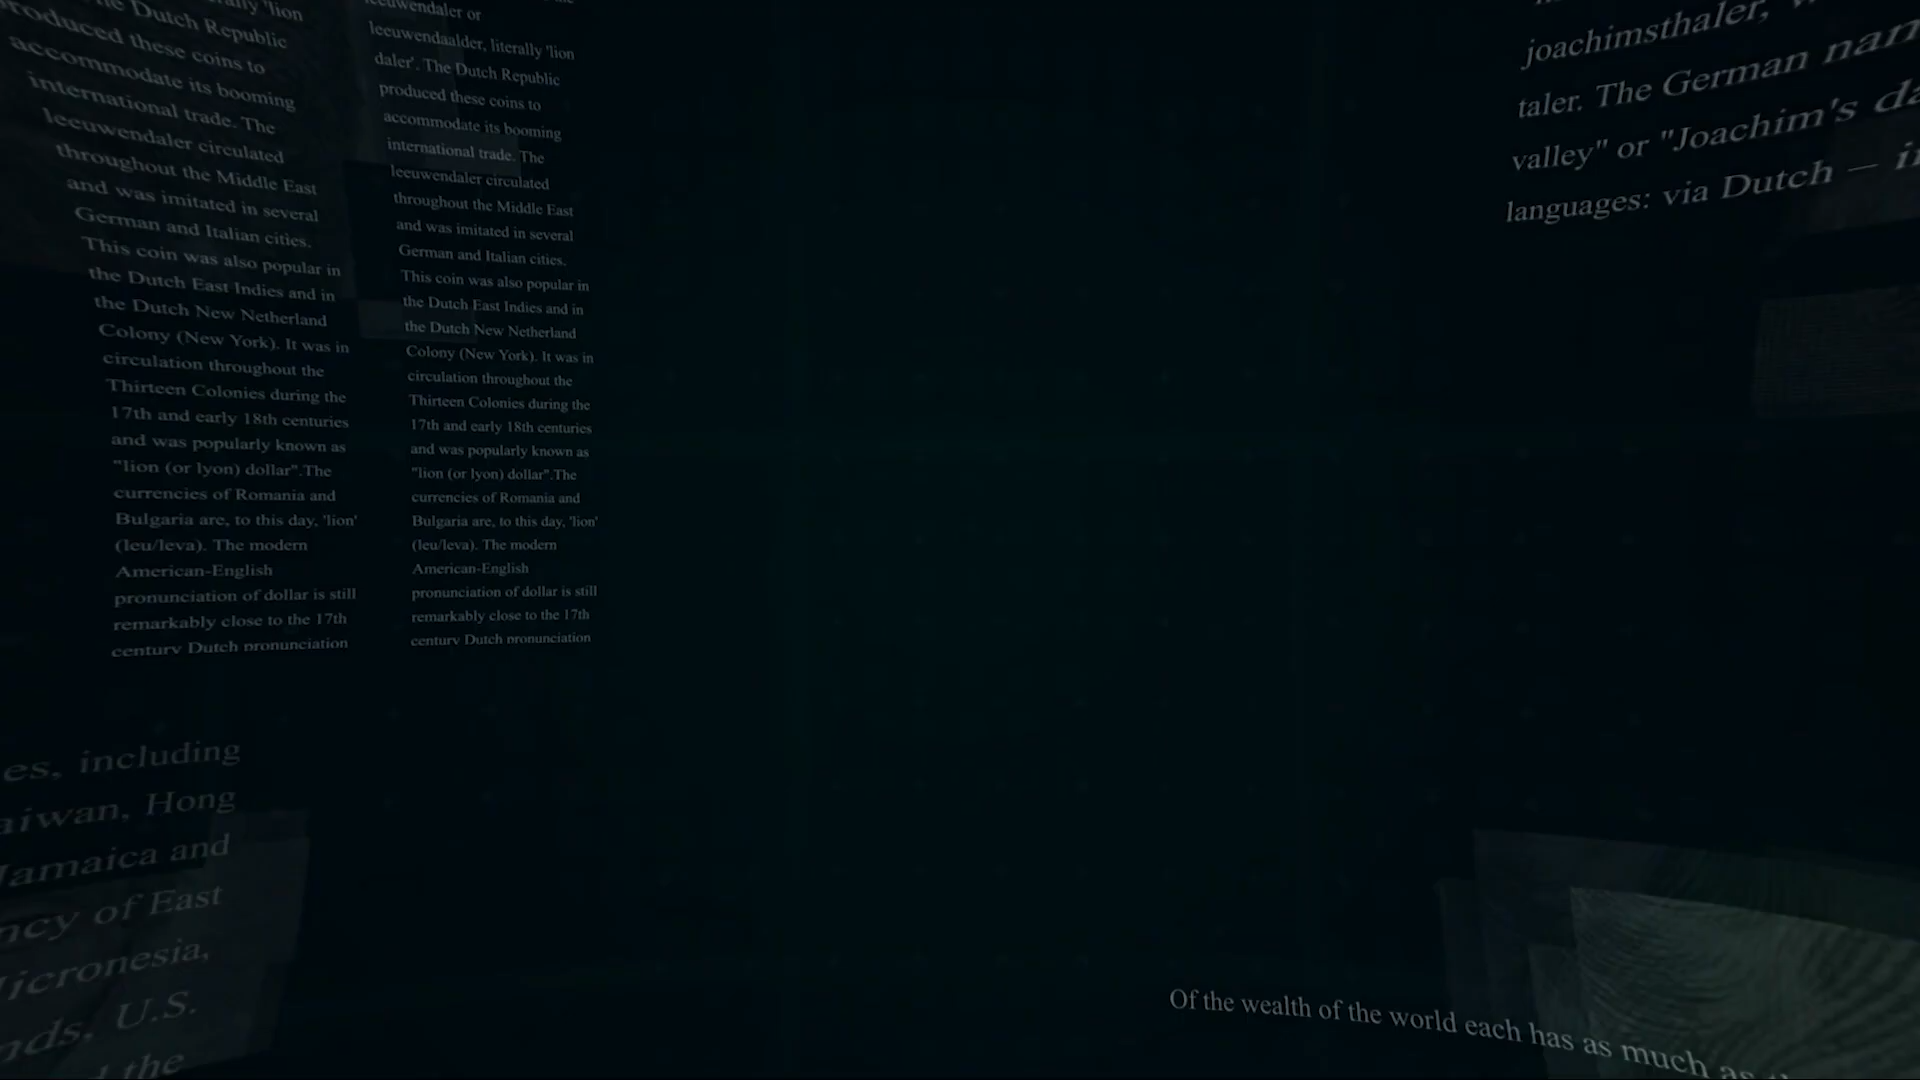 'lion
Dutch Republic
these coins to
accommodate its booming
international trade. The
leeuwendaler circulated
throughout the Middle East
and was imitated in several
German and Italian cities.
This coin was also popular in
the Dutch East Indies and in
the Dutch New Netherland
Colony (New York). It was in
circulation throughout the
Thirteen Colonies during the
17th and early 18th centuries
and was popularly known as
"lion (or lyon) dollar".The
currencies of Romania and
Bulgaria are, to this day, 'lion'
(leu/leva). The modern
American-English
pronunciation of dollar is still
remarkably close to the 17th
century Dutch pronunciation
or
leeuwendaalder, literally 'lion
daler'. The Dutch Republic
produced these coins to
accommodate its booming
international trade. The
leeuwendaler circulated
throughout the Middle East
and was imitated in several
German and Italian cities.
This coin was also popular in
the Dutch East Indies and in
the Dutch New Netherland
Colony (New York). It was in
circulation throughout the
Thirteen Colonies during the
17th and early 18th centuries
and was popularly known as
"lion (or lyon) dollar".The
currencies of Romania and
Bulgaria are, to this day, 'lion'
(leu/leva). The modern
American-English
pronunciation of dollar is still
remarkably close to the 17th
century Dutch pronunciation
joachimsthaler,
taler. The German
valley" or "Joachim's
languages: via Dutch –
including
Hong
Jamaica and
of East
U.S.
the
Of the wealth of the world each has as much